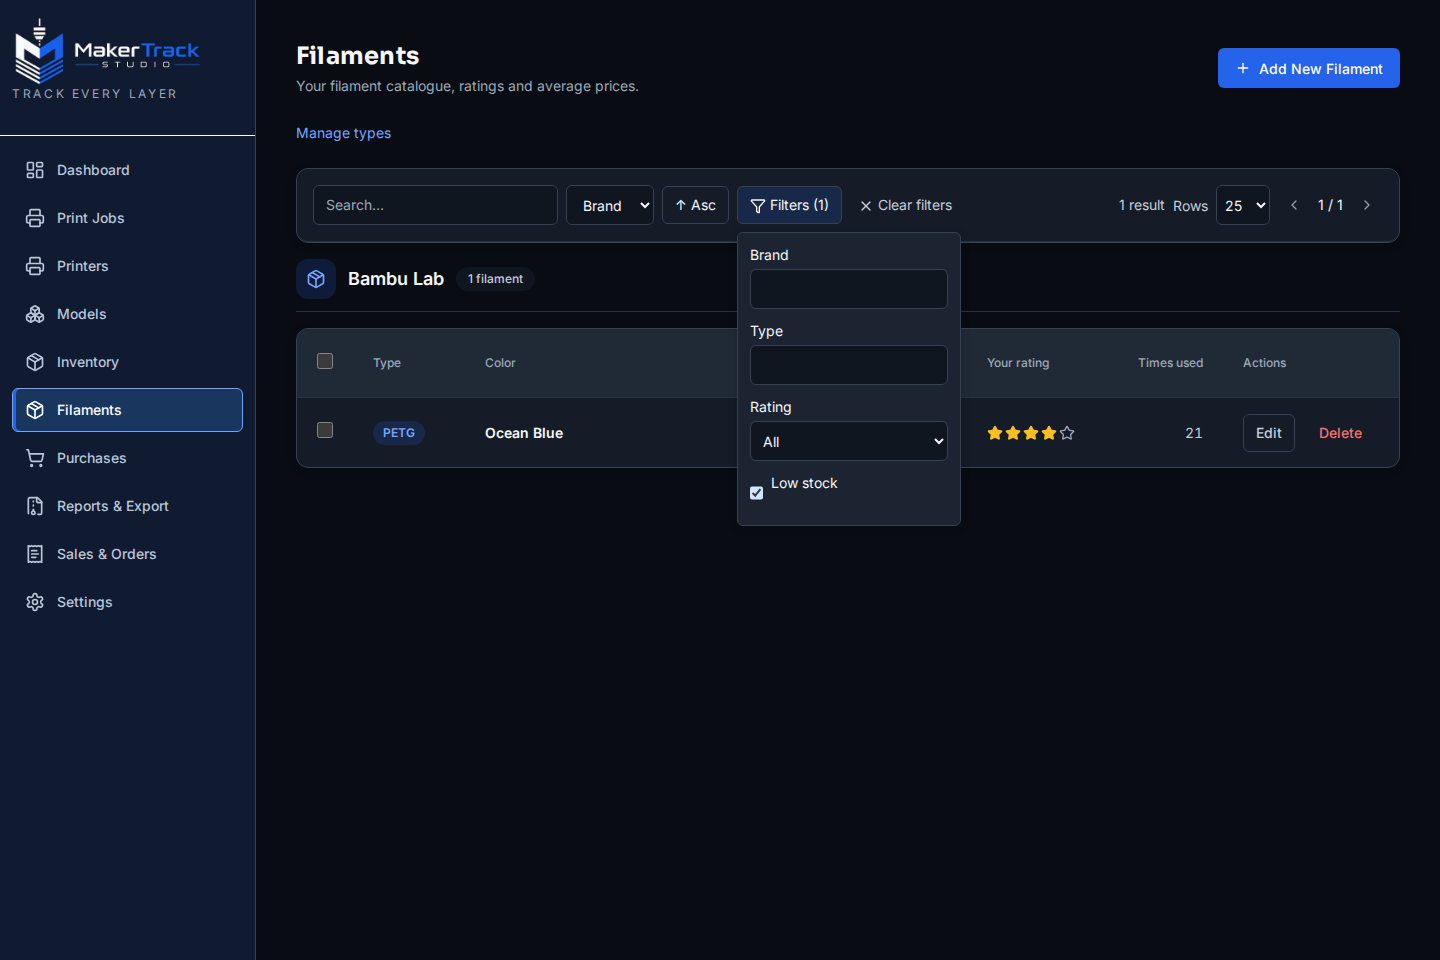 MakerTrack
STUDIO
TRACK EVERY LAYER
Dashboard
Print Jobs
Printers
Models
Inventory
Filaments
Purchases
Reports & Export
Sales & Orders
Settings
Filaments
Your filament catalogue, ratings and average prices.
Add New Filament
Manage types
Search...
Brand
↑ Asc
Filters (1)
Clear filters
1 result
Rows
25
1 / 1
Bambu Lab
1 filament
Brand
Type
Rating
All
Low stock
Type
Color
Your rating
Times used
Actions
PETG
Ocean Blue
21
Edit
Delete